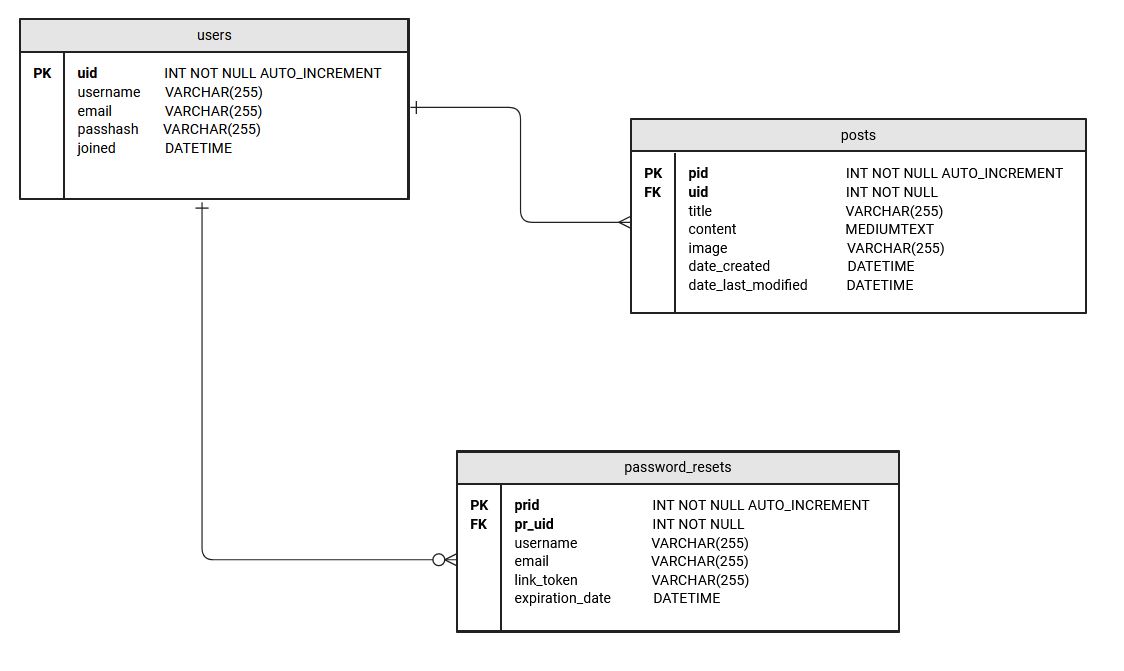 users
PK uid INT NOT NULL AUTO_INCREMENT
username VARCHAR(255)
email VARCHAR(255)
passhash VARCHAR(255)
joined DATETIME
posts
PK pid INT NOT NULL AUTO_INCREMENT
FK uid INT NOT NULL
title VARCHAR(255)
content MEDIUMTEXT
image VARCHAR(255)
date_created DATETIME
date_last_modified DATETIME
password_resets
PK prid INT NOT NULL AUTO_INCREMENT
FK pr_uid INT NOT NULL
username VARCHAR(255)
email VARCHAR(255)
link_token VARCHAR(255)
expiration_date DATETIME